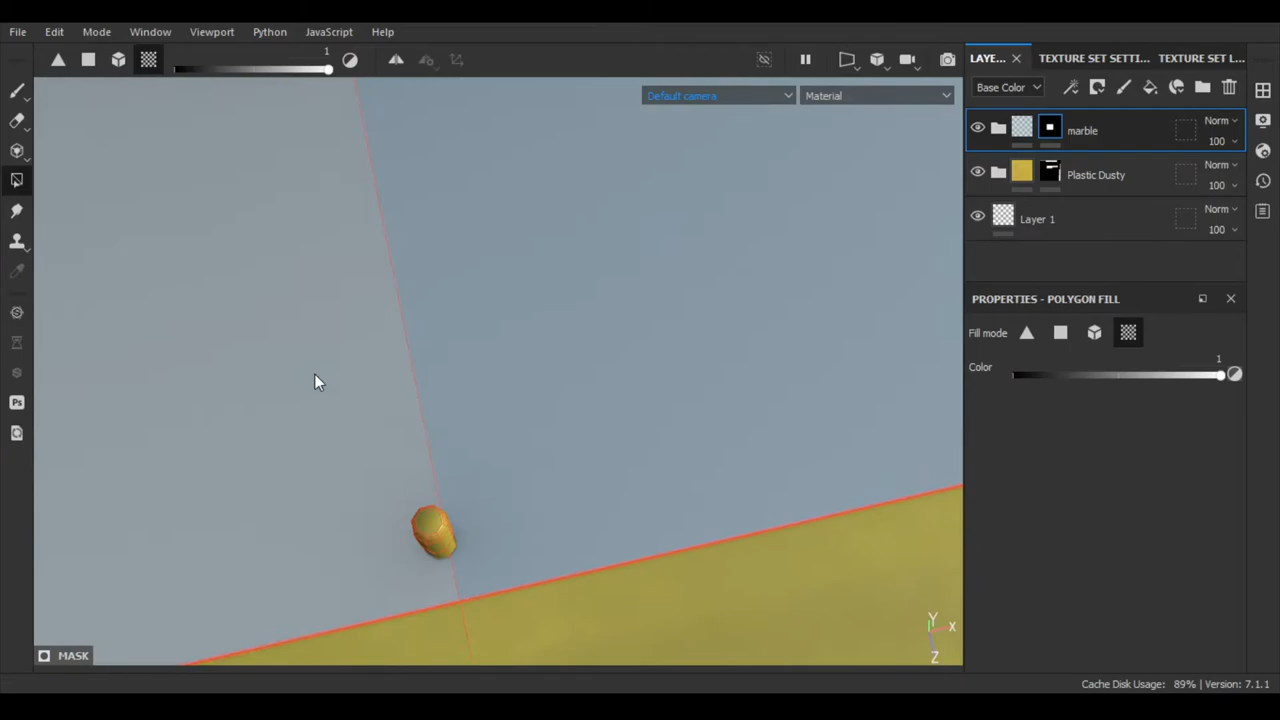 File Edit Mode Window Viewport Python JavaScript Help
1
LAYE... TEXTURE SET SETTI... TEXTURE SET L...
Base Color
Default camera Material
marble Norm
100
Plastic Dusty Norm
100
Layer 1 Norm
100
PROPERTIES - POLYGON FILL
Fill mode
Color 1
Ps
Y
X
Z
MASK
Cache Disk Usage: 89% | Version: 7.1.1